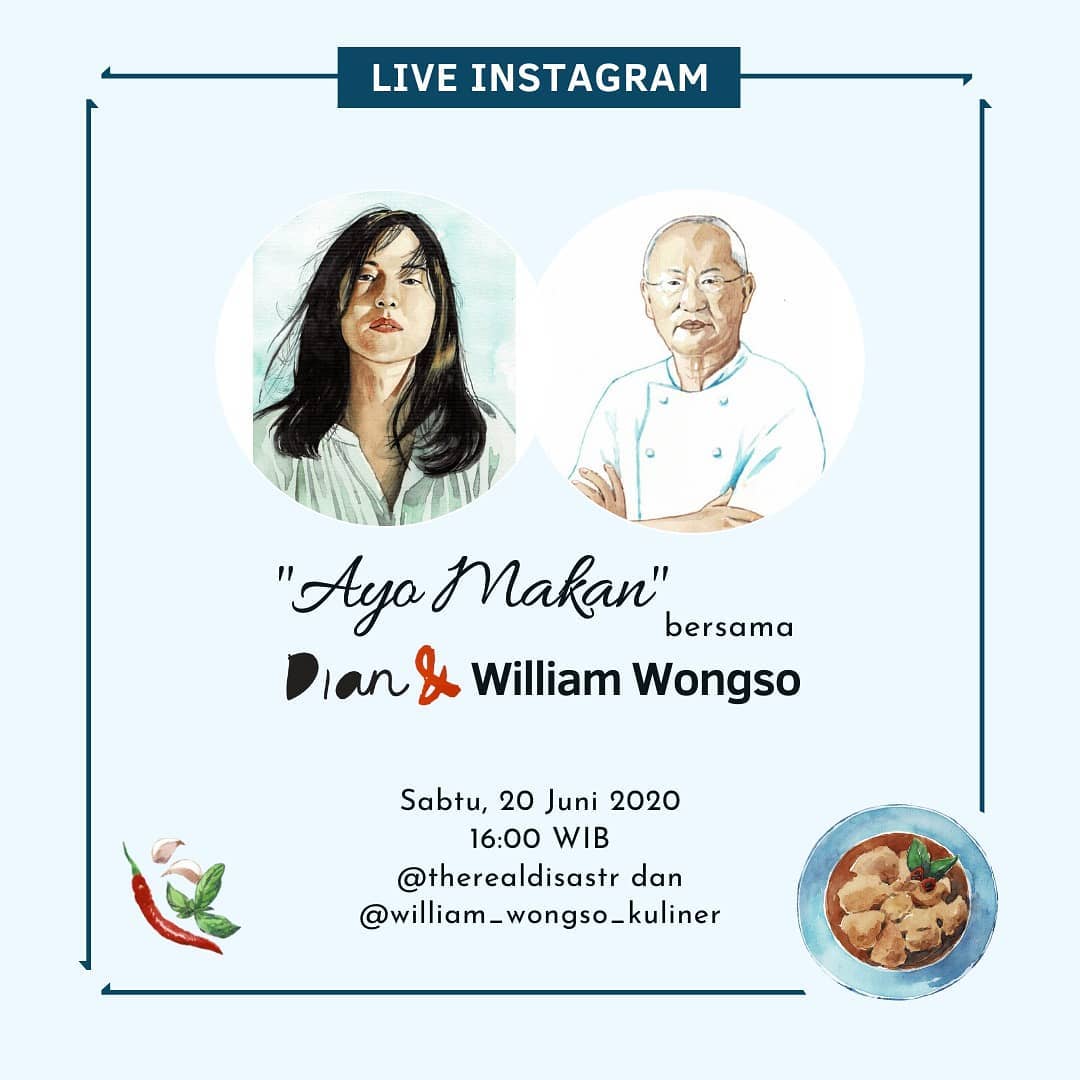 LIVE INSTAGRAM
"Ayo Makan"
bersama
Dian & William Wongso
Sabtu, 20 Juni 2020
16:00 WIB
@therealdisastr dan
@william_wongso_kuliner